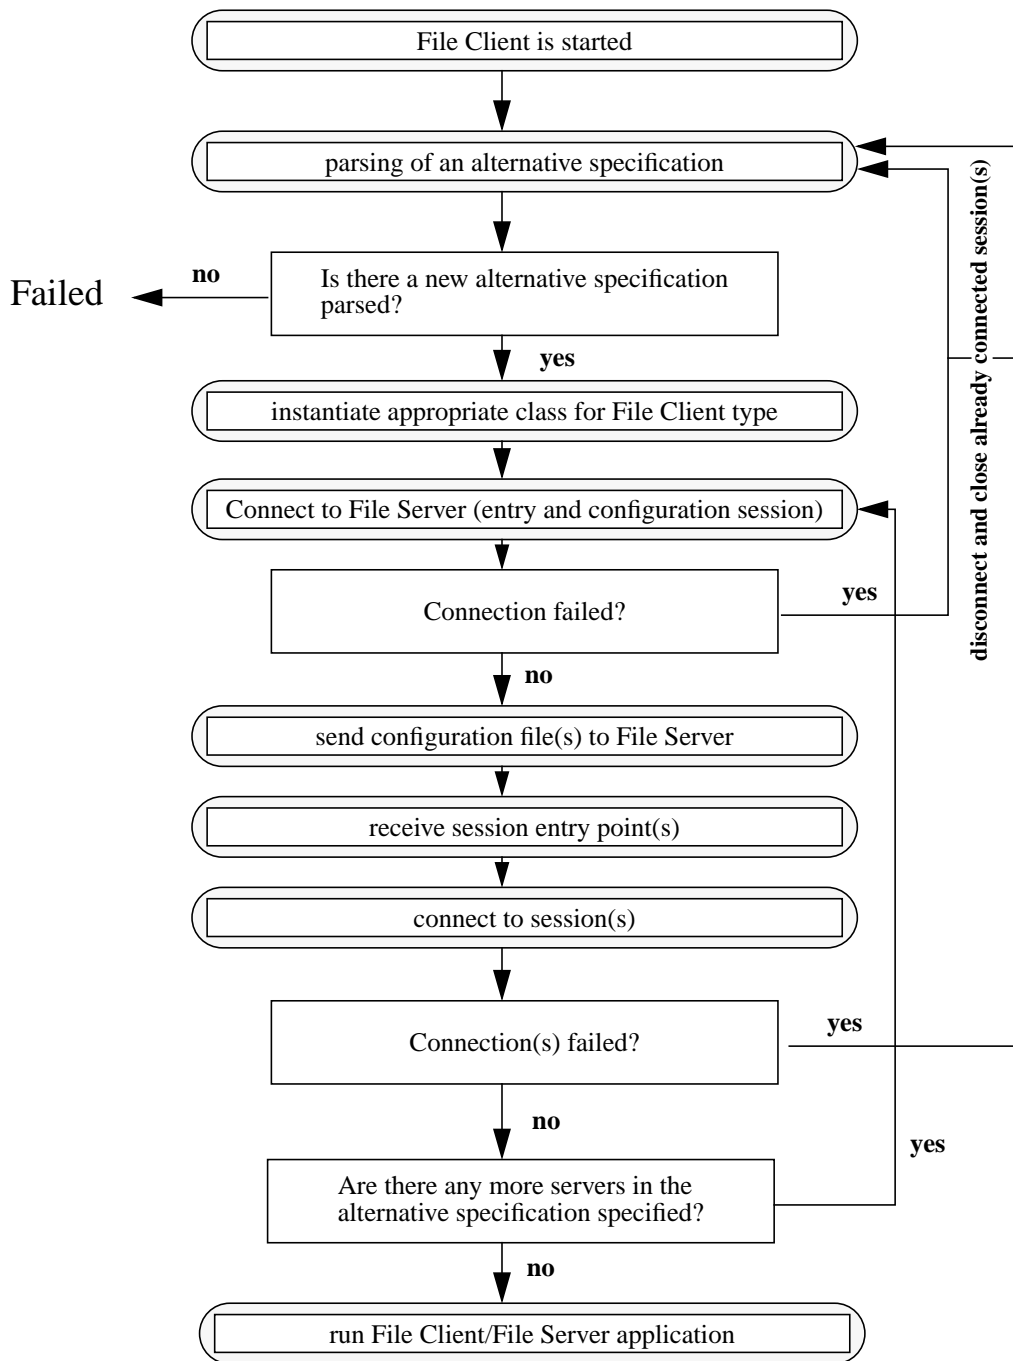 File Client is started
parsing of an alternative specification
Is there a new alternative specification
parsed?
no
Failed
yes
instantiate appropriate class for File Client type
Connect to File Server (entry and configuration session)
Connection failed?
yes
disconnect and close already connected session(s)
no
send configuration file(s) to File Server
receive session entry point(s)
connect to session(s)
Connection(s) failed?
yes
no
Are there any more servers in the
alternative specification specified?
yes
no
run File Client/File Server application